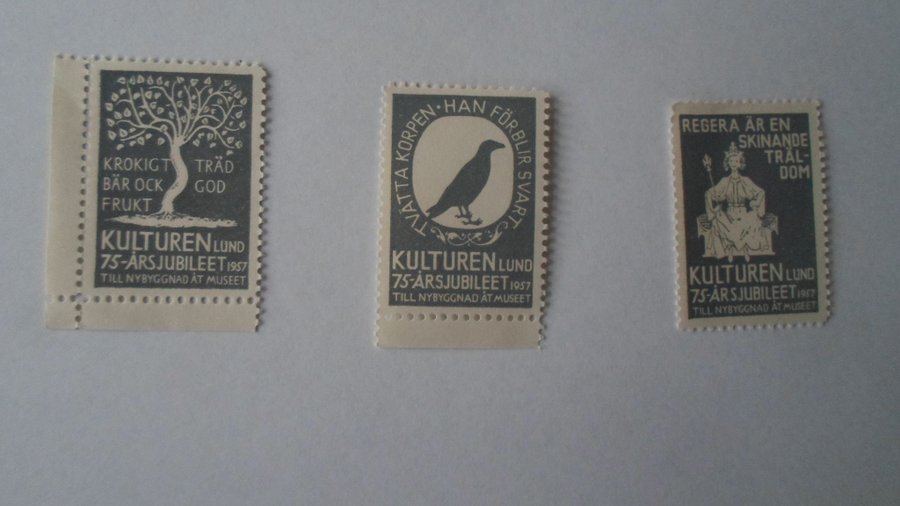 KROKIGT TRÄD
BÄR OCK GOD
FRUKT
KULTUREN LUND
75-ÅRSJUBILEET 1957
TILL NYBYGGNAD ÅT MUSEET
TVÄTTA KORPEN · HAN FÖRBLIR SVART
KULTUREN LUND
75-ÅRSJUBILEET 1957
TILL NYBYGGNAD ÅT MUSEET
REGERA ÄR EN
SKINANDE
TRÄL-
DOM
KULTUREN LUND
75-ÅRSJUBILEET 1957
TILL NYBYGGNAD ÅT MUSEET